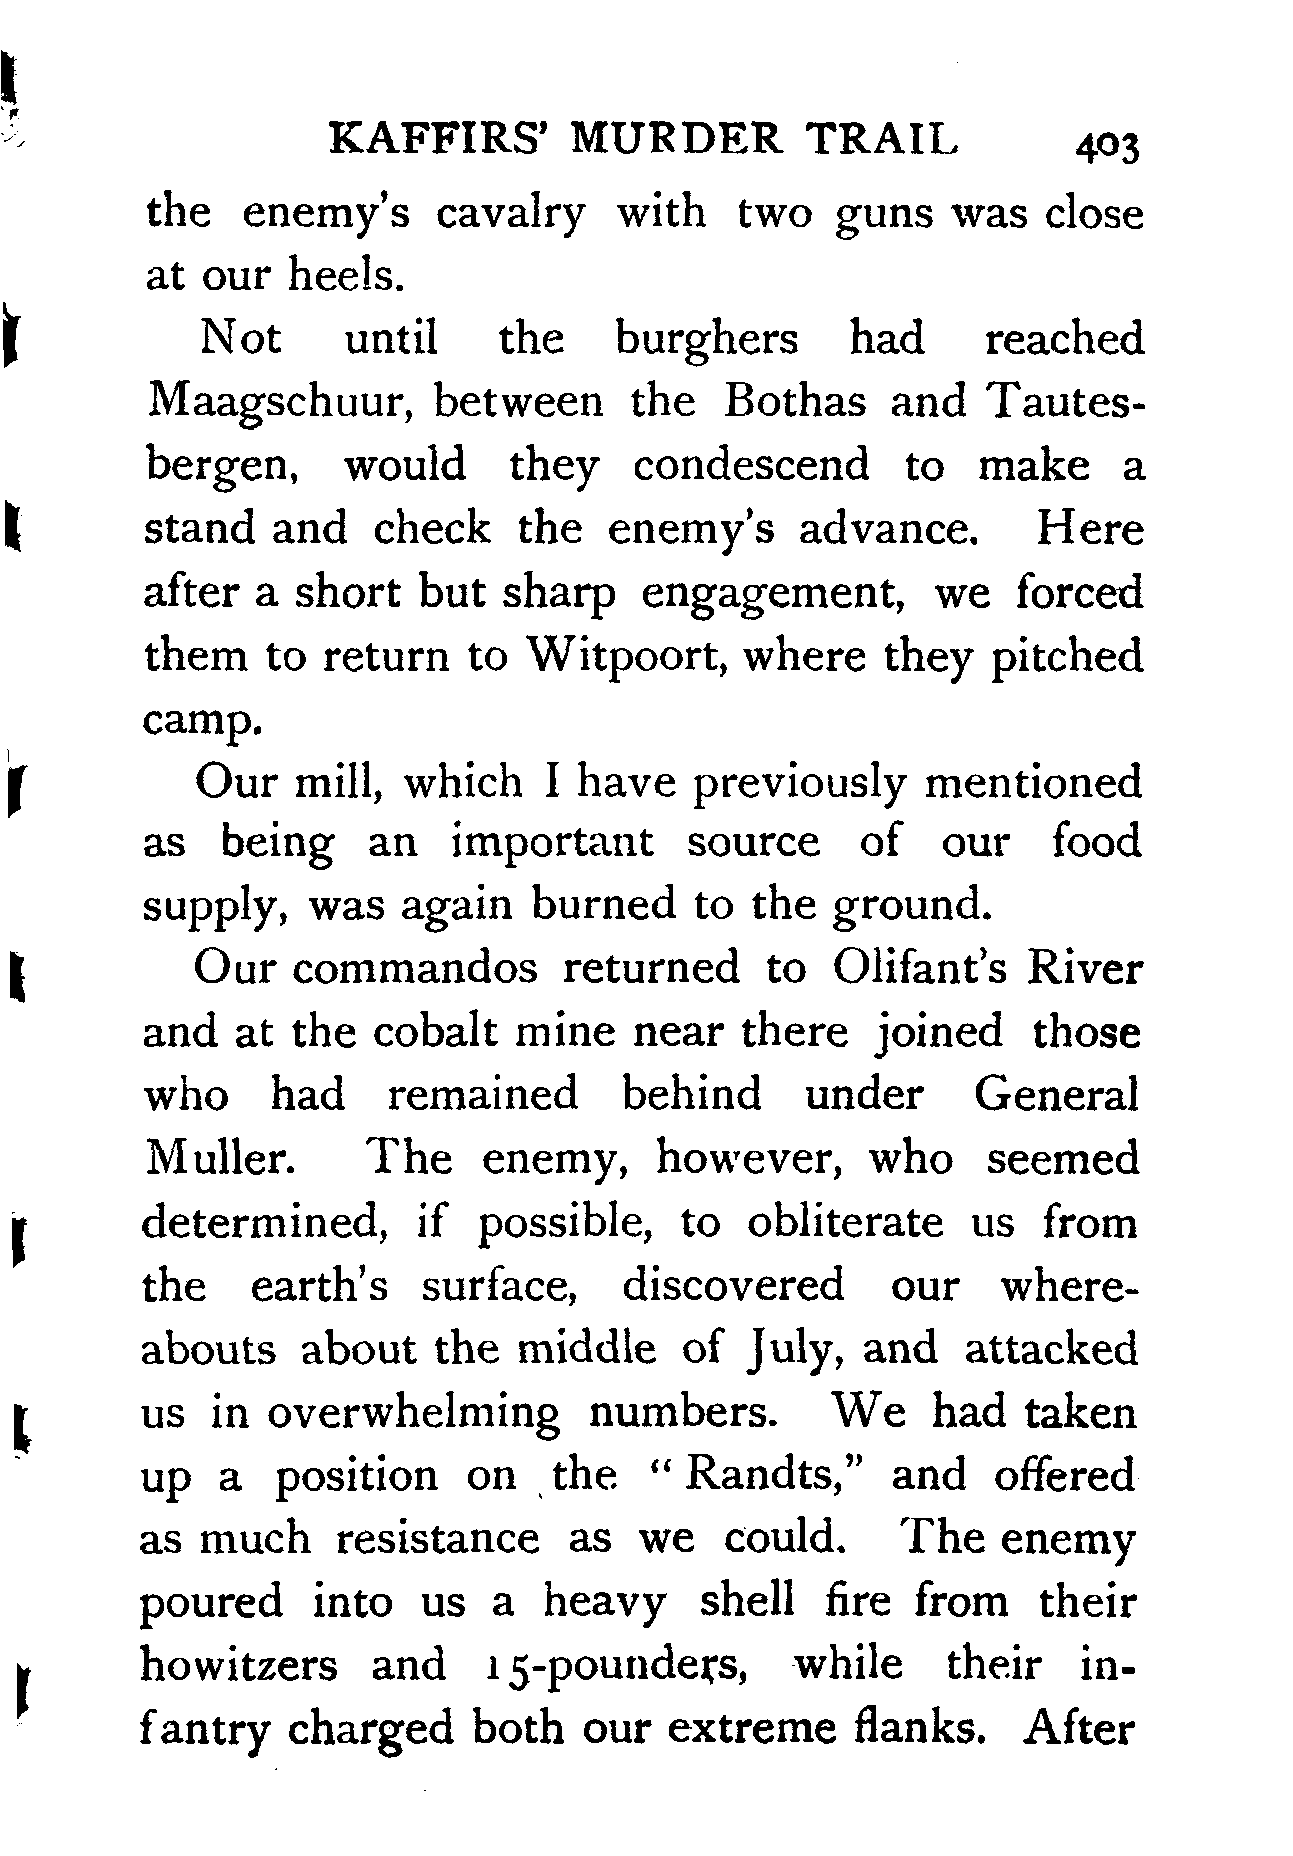 KAFFIRS' MURDER TRAIL 403
the enemy's cavalry with two guns was close
at our heels.
Not until the burghers had reached
Maagschuur, between the Bothas and Tautes-
bergen, would they condescend to make a
stand and check the enemy's advance. Here
after a short but sharp engagement, we forced
them to return to Witpoort, where they pitched
camp.
Our mill, which I have previously mentioned
as being an important source of our food
supply, was again burned to the ground.
Our commandos returned to Olifant's River
and at the cobalt mine near there joined those
who had remained behind under General
Muller. The enemy, however, who seemed
determined, if possible, to obliterate us from
the earth's surface, discovered our where-
abouts about the middle of July, and attacked
us in overwhelming numbers. We had taken
up a position on the "Randts," and offered
as much resistance as we could. The enemy
poured into us a heavy shell fire from their
howitzers and 15-pounders, while their in-
fantry charged both our extreme flanks. After